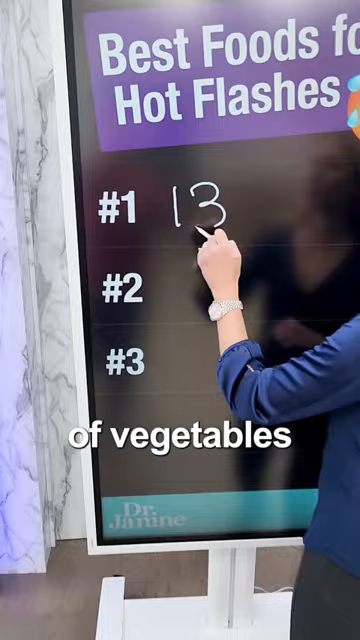 Best Foods fo
Hot Flashes
#1 13
#2
#3
of vegetables
Dr.
Janine